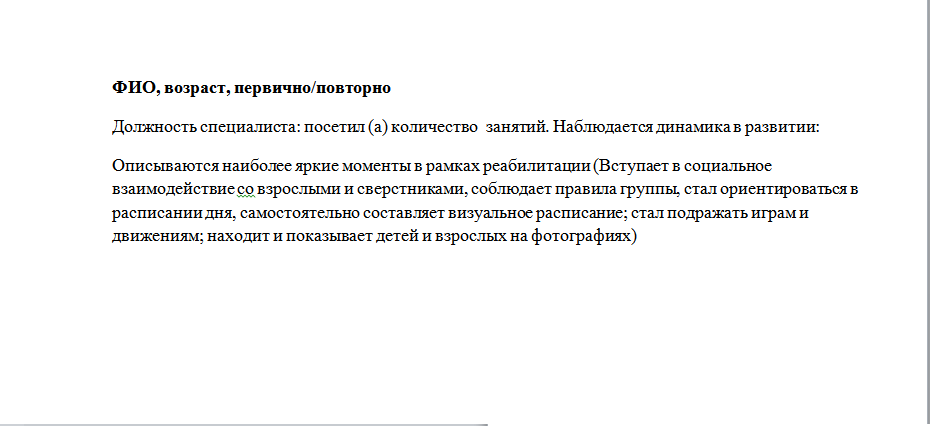 ФИО, возраст, первично/повторно
Должность специалиста: посетил (а) количество  занятий. Наблюдается динамика в развитии:
Описываются наиболее яркие моменты в рамках реабилитации (Вступает в социальное
взаимодействие со взрослыми и сверстниками, соблюдает правила группы, стал ориентироваться в
расписании дня, самостоятельно составляет визуальное расписание; стал подражать играм и
движениям; находит и показывает детей и взрослых на фотографиях)